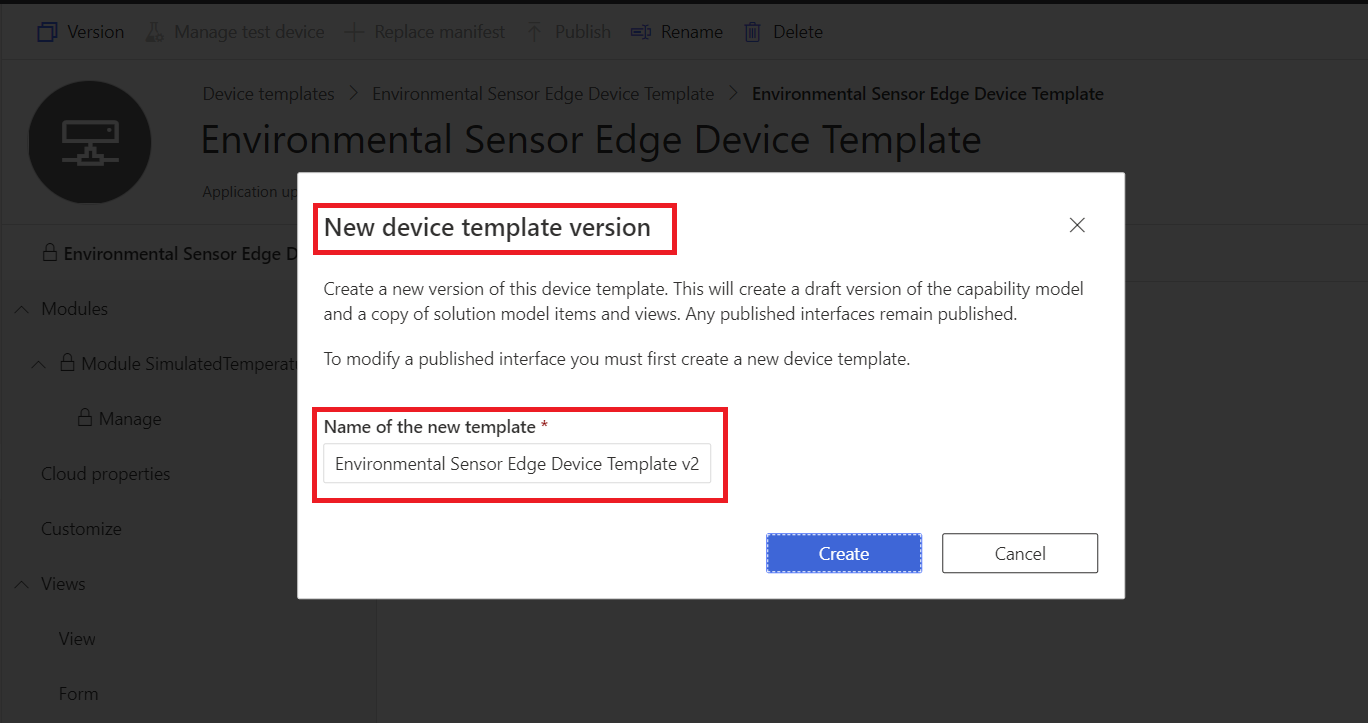 Version Manage test device Replace manifest Publish Rename Delete
Device templates > Environmental Sensor Edge Device Template > Environmental Sensor Edge Device Template
Environmental Sensor Edge Device Template
Application up
New device template version
Environmental Sensor Edge D
Create a new version of this device template. This will create a draft version of the capability model
and a copy of solution model items and views. Any published interfaces remain published.
Modules
To modify a published interface you must first create a new device template.
Module SimulatedTemperatu
Manage
Name of the new template *
Environmental Sensor Edge Device Template v2
Cloud properties
Customize
Create Cancel
Views
View
Form